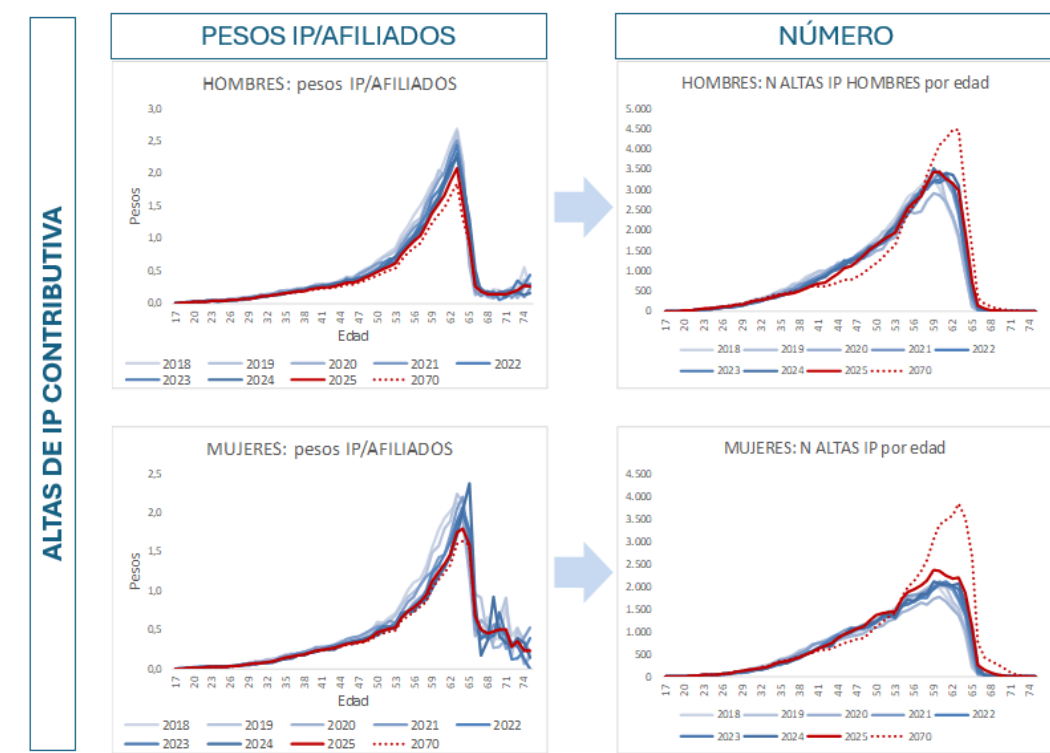 ALTAS DE IP CONTRIBUTIVA
PESOS IP/AFILIADOS
NÚMERO
HOMBRES: pesos IP/AFILIADOS
3,0
2,5
2,0
1,5
1,0
0,5
0,0
Pesos
17 20 23 26 29 32 35 38 41 44 47 50 53 56 59 62 65 68 71 74
Edad
2018 2019 2020 2021 2022
2023 2024 2025 2070
HOMBRES: N ALTAS IP HOMBRES por edad
5.000
4.500
4.000
3.500
3.000
2.500
2.000
1.500
1.000
500
0
17 20 23 26 29 32 35 38 41 44 47 50 53 56 59 62 65 68 71 74
2018 2019 2020 2021 2022
2023 2024 2025 2070
MUJERES: pesos IP/AFILIADOS
2,5
2,0
1,5
1,0
0,5
0,0
Pesos
17 20 23 26 29 32 35 38 41 44 47 50 53 56 59 62 65 68 71 74
Edad
2018 2019 2020 2021 2022
2023 2024 2025 2070
MUJERES: N ALTAS IP por edad
4.500
4.000
3.500
3.000
2.500
2.000
1.500
1.000
500
0
17 20 23 26 29 32 35 38 41 44 47 50 53 56 59 62 65 68 71 74
2018 2019 2020 2021 2022
2023 2024 2025 2070